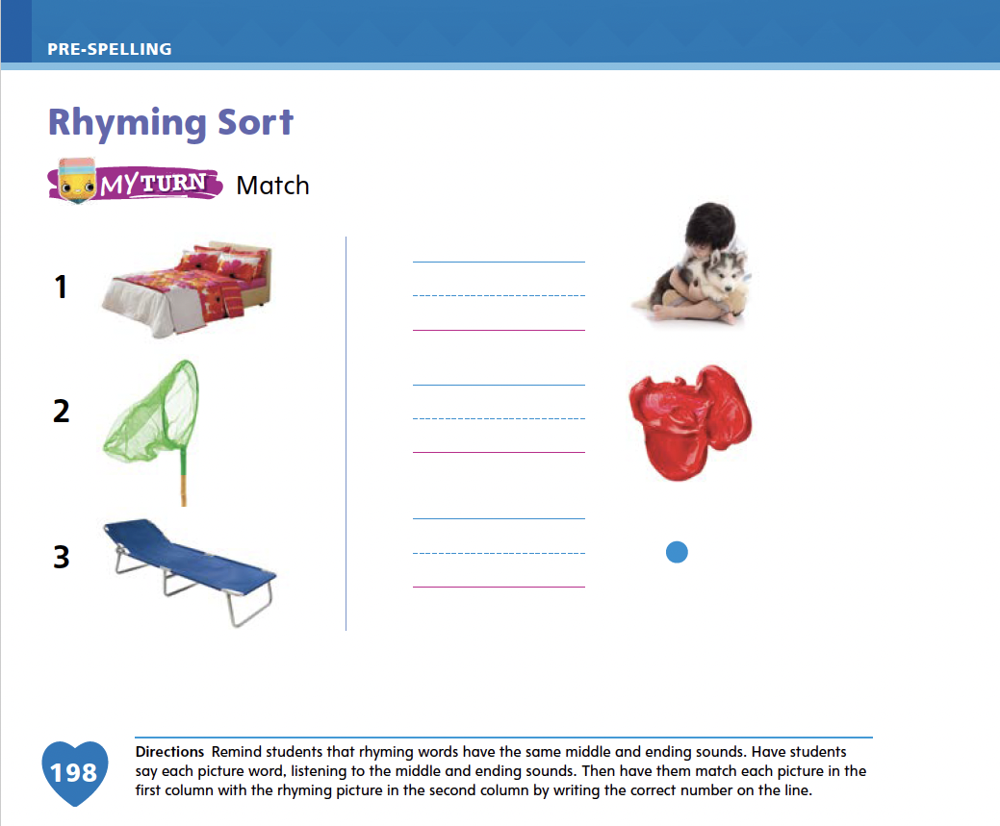 PRE-SPELLING
Rhyming Sort
MY TURN Match
1
2
3
198
Directions Remind students that rhyming words have the same middle and ending sounds. Have students
say each picture word, listening to the middle and ending sounds. Then have them match each picture in the
first column with the rhyming picture in the second column by writing the correct number on the line.